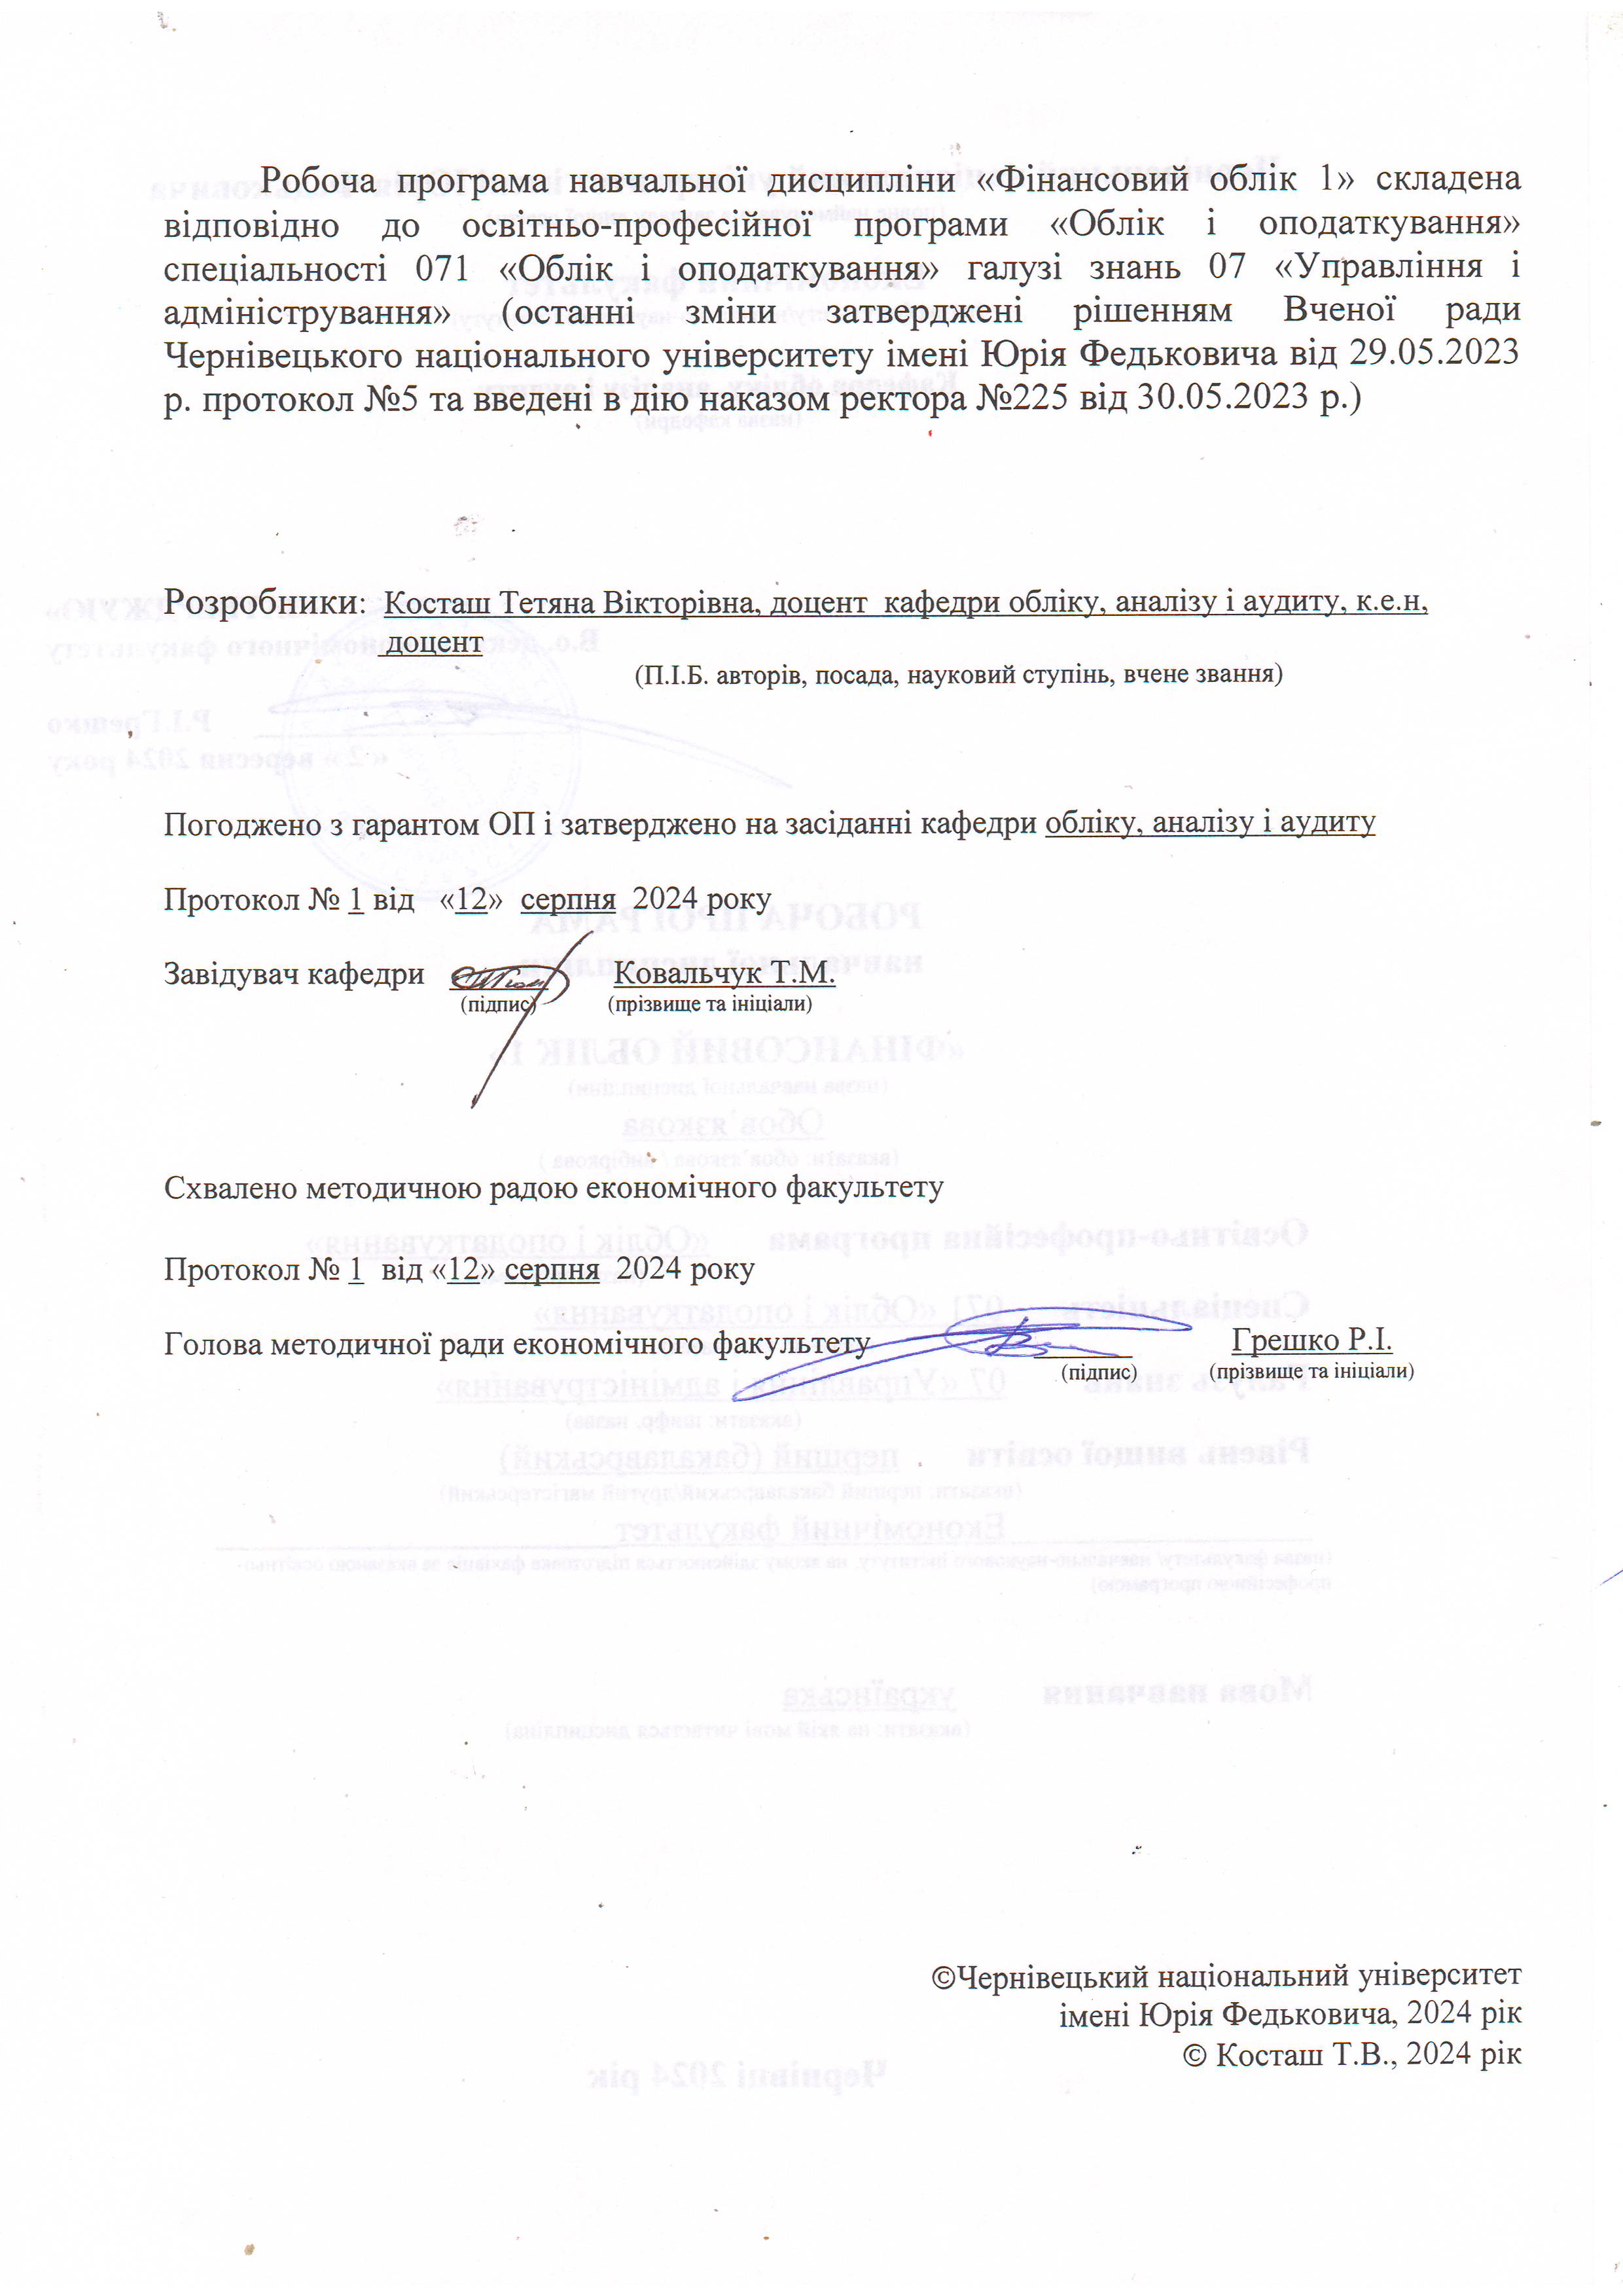 Робоча програма навчальної дисципліни «Фінансовий облік 1» складена
відповідно до освітньо-професійної програми «Облік і оподаткування»
спеціальності 071 «Облік і оподаткування» галузі знань 07 «Управління і
адміністрування» (останні зміни затверджені рішенням Вченої ради
Чернівецького національного університету імені Юрія Федьковича від 29.05.2023
р. протокол №5 та введені в дію наказом ректора №225 від 30.05.2023 р.)
Розробники: Косташ Тетяна Вікторівна, доцент кафедри обліку, аналізу і аудиту, к.е.н,
доцент
(П.І.Б. авторів, посада, науковий ступінь, вчене звання)
Погоджено з гарантом ОП і затверджено на засіданні кафедри обліку, аналізу і аудиту
Протокол № 1 від «12» серпня 2024 року
Завідувач кафедри Ковальчук Т.М.
(підпис) (прізвище та ініціали)
Схвалено методичною радою економічного факультету
Протокол № 1 від «12» серпня 2024 року
Голова методичної ради економічного факультету Грешко Р.І.
(підпис) (прізвище та ініціали)
©Чернівецький національний університет
імені Юрія Федьковича, 2024 рік
© Косташ Т.В., 2024 рік